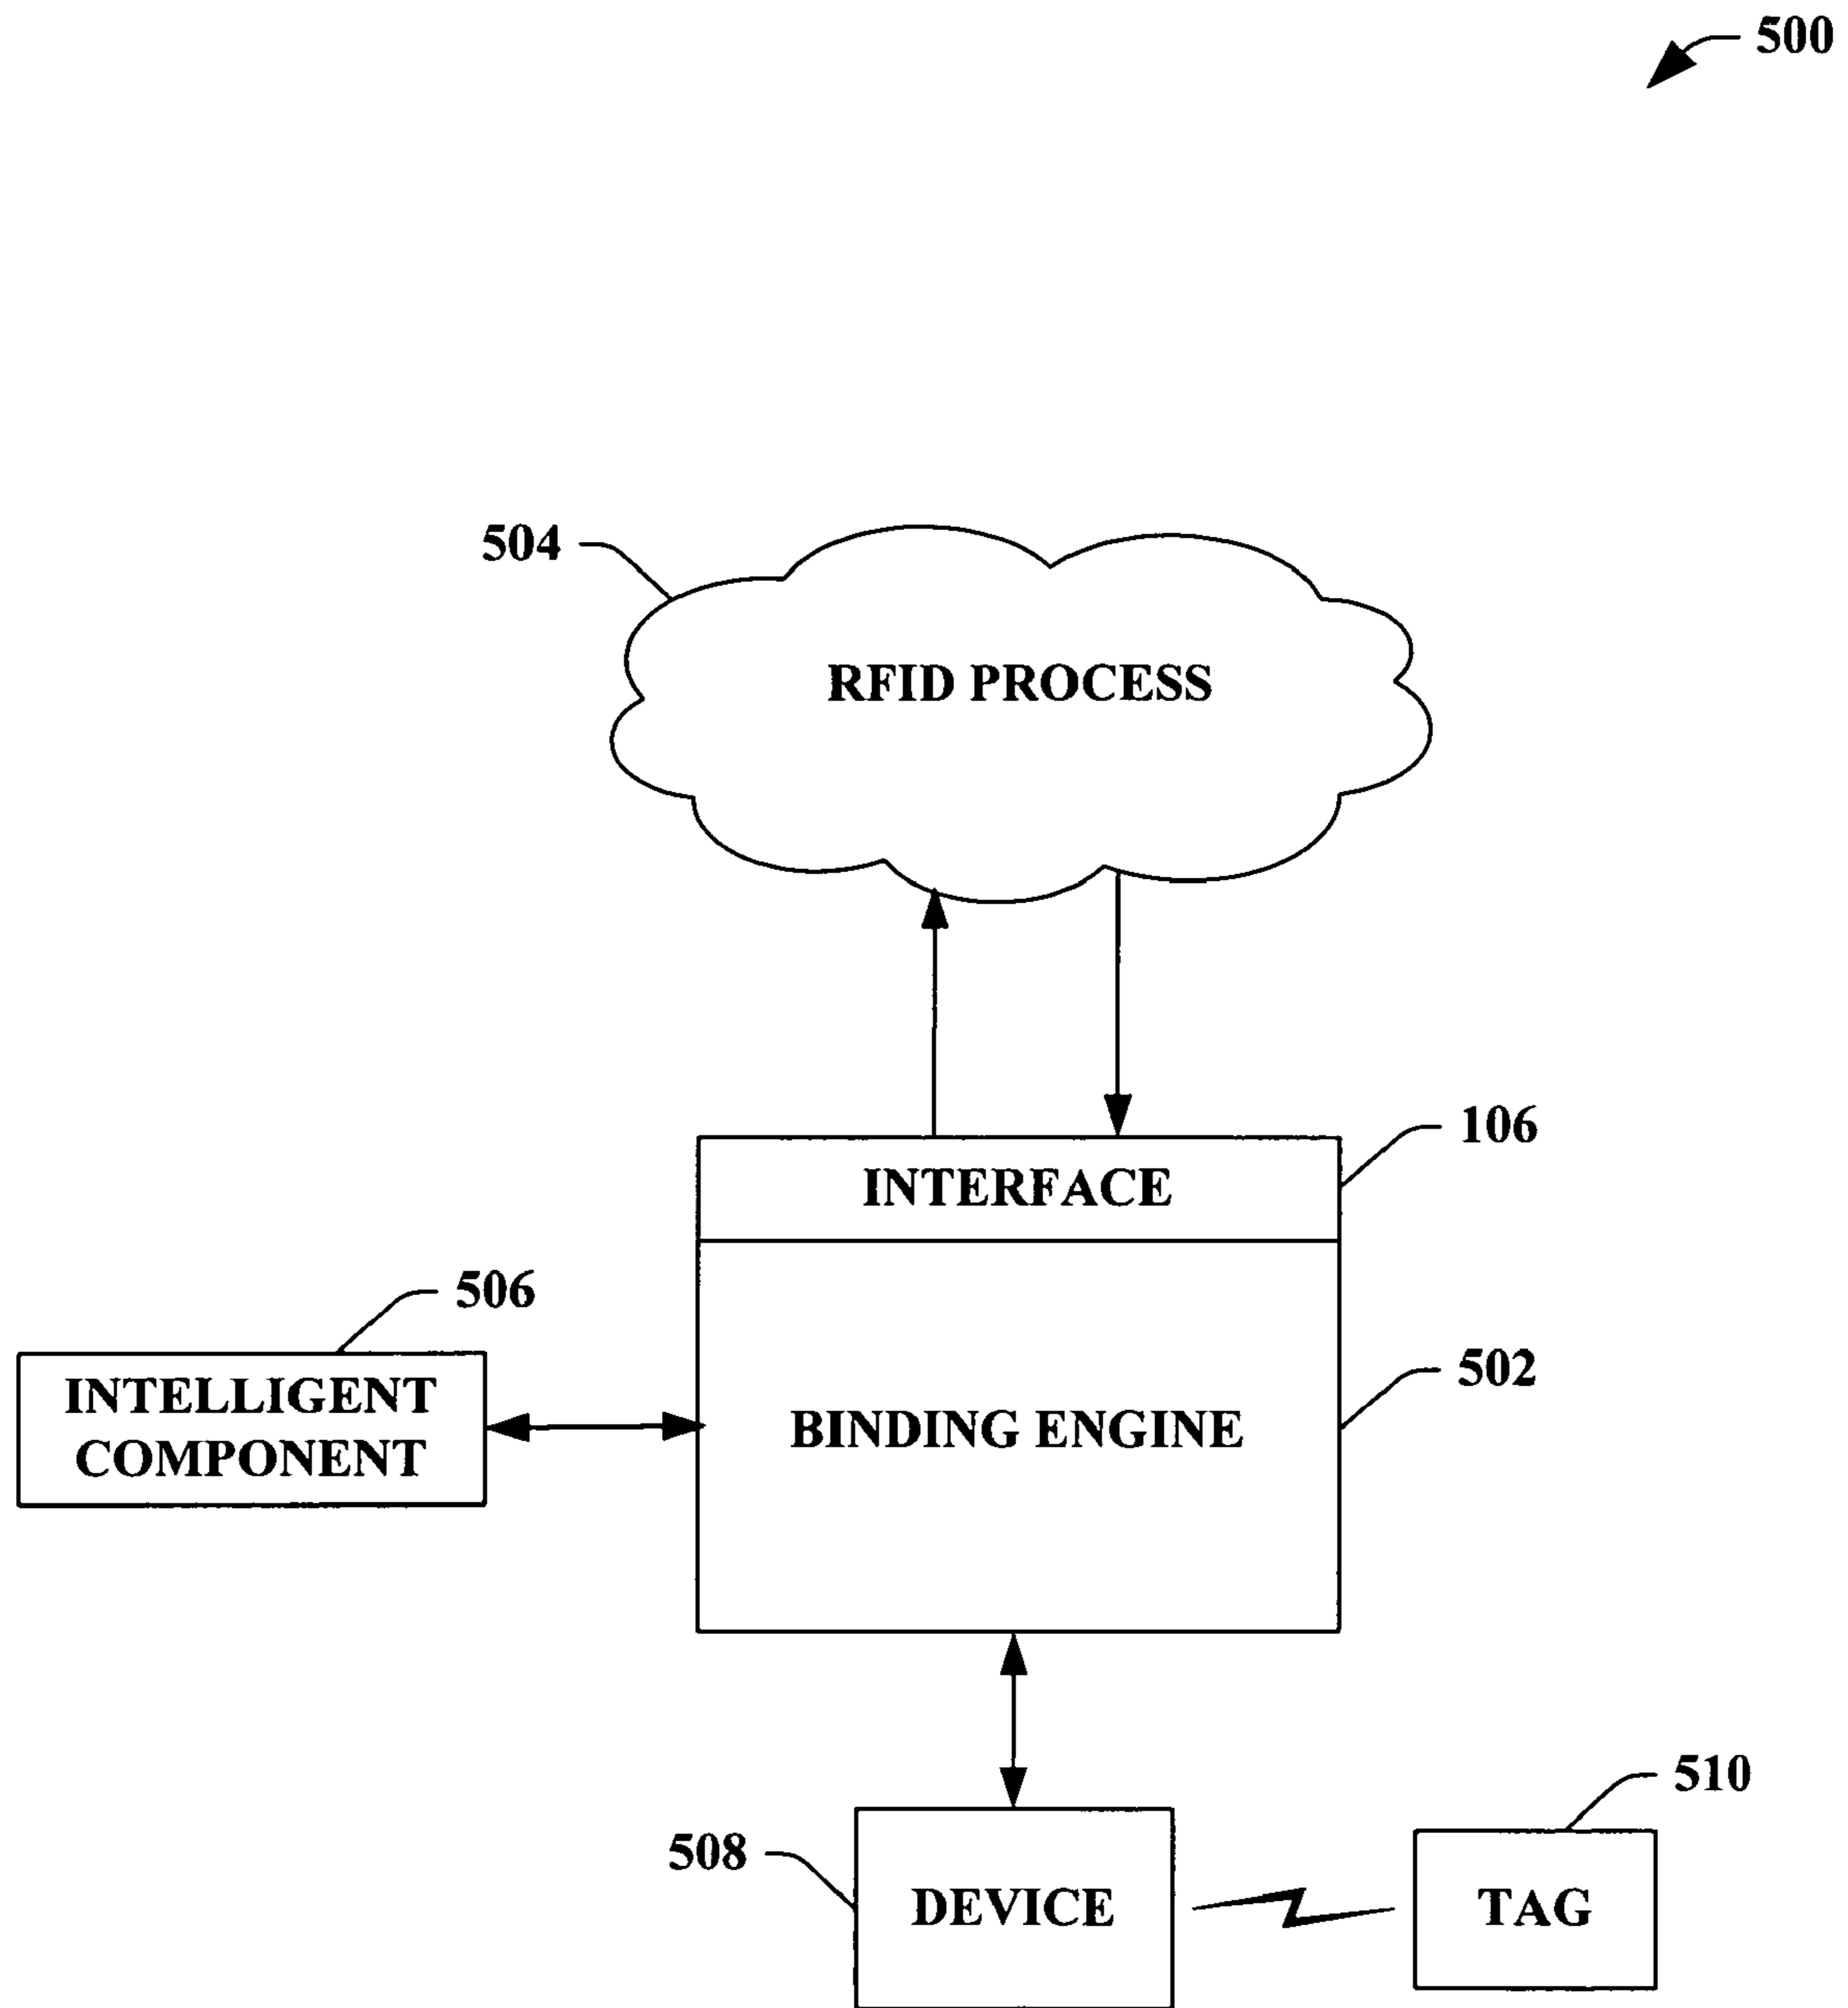 500
504
RFID PROCESS
106
INTERFACE
506
502
INTELLIGENT
COMPONENT
BINDING ENGINE
510
508
DEVICE
TAG